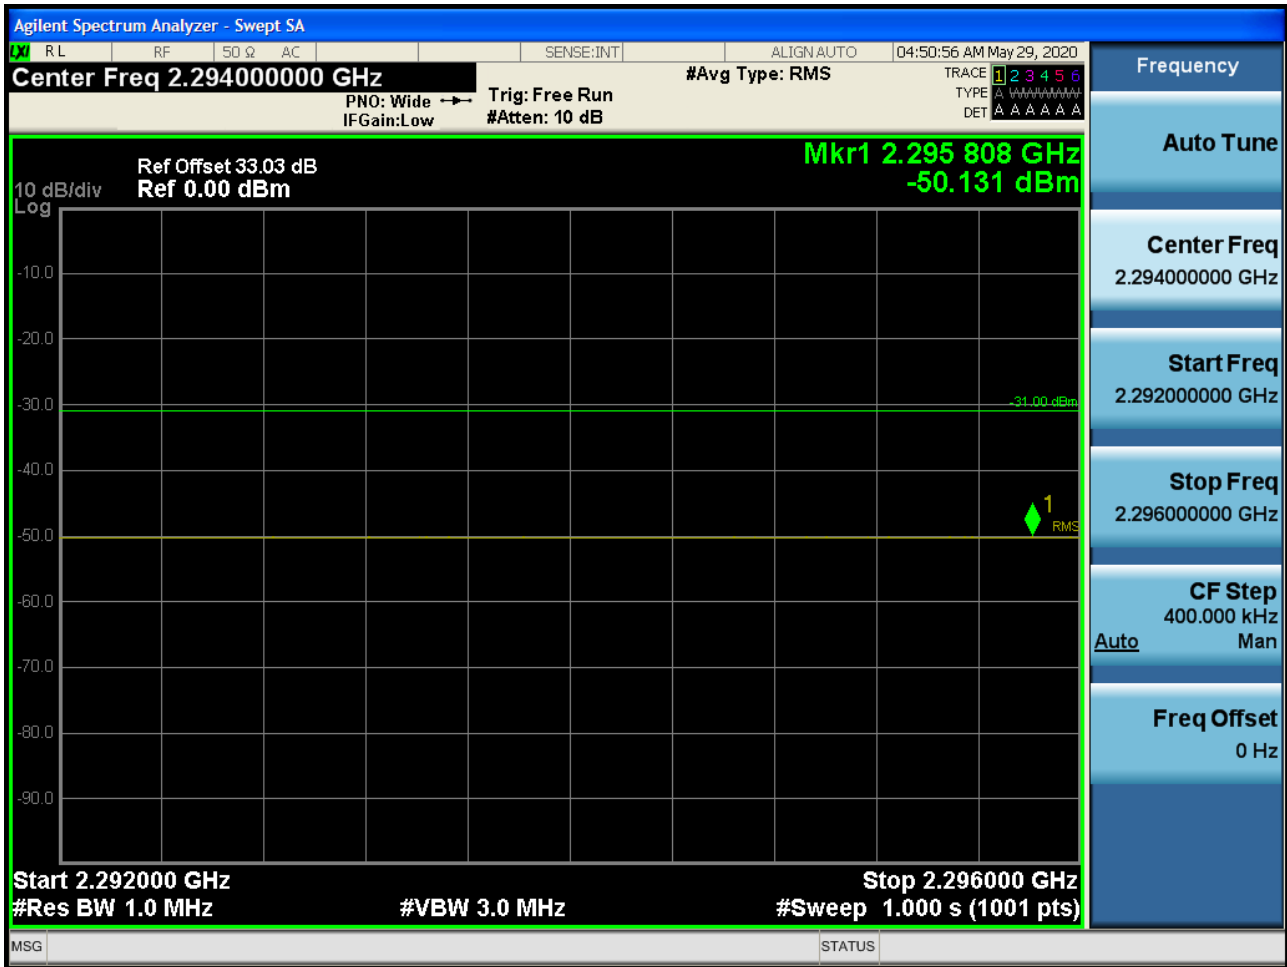 Agilent Spectrum Analyzer - Swept SA
LXI RL RF 50 Ω AC SENSE:INT ALIGN AUTO 04:50:56 AM May 29, 2020
Center Freq 2.294000000 GHz
#Avg Type: RMS
TRACE 1 2 3 4 5 6
PNO: Wide Trig: Free Run
TYPE A WWWWW
IFGain:Low #Atten: 10 dB
DET A A A A A A
Mkr1 2.295 808 GHz
-50.131 dBm
Ref Offset 33.03 dB
10 dB/div Ref 0.00 dBm
Log
-10.0
-20.0
-30.0
-31.00 dBm
-40.0
1
RMS
-50.0
-60.0
-70.0
-80.0
-90.0
Start 2.292000 GHz Stop 2.296000 GHz
#Res BW 1.0 MHz #VBW 3.0 MHz #Sweep 1.000 s (1001 pts)
MSG STATUS
Frequency
Auto Tune
Center Freq
2.294000000 GHz
Start Freq
2.292000000 GHz
Stop Freq
2.296000000 GHz
CF Step
400.000 kHz
Auto Man
Freq Offset
0 Hz